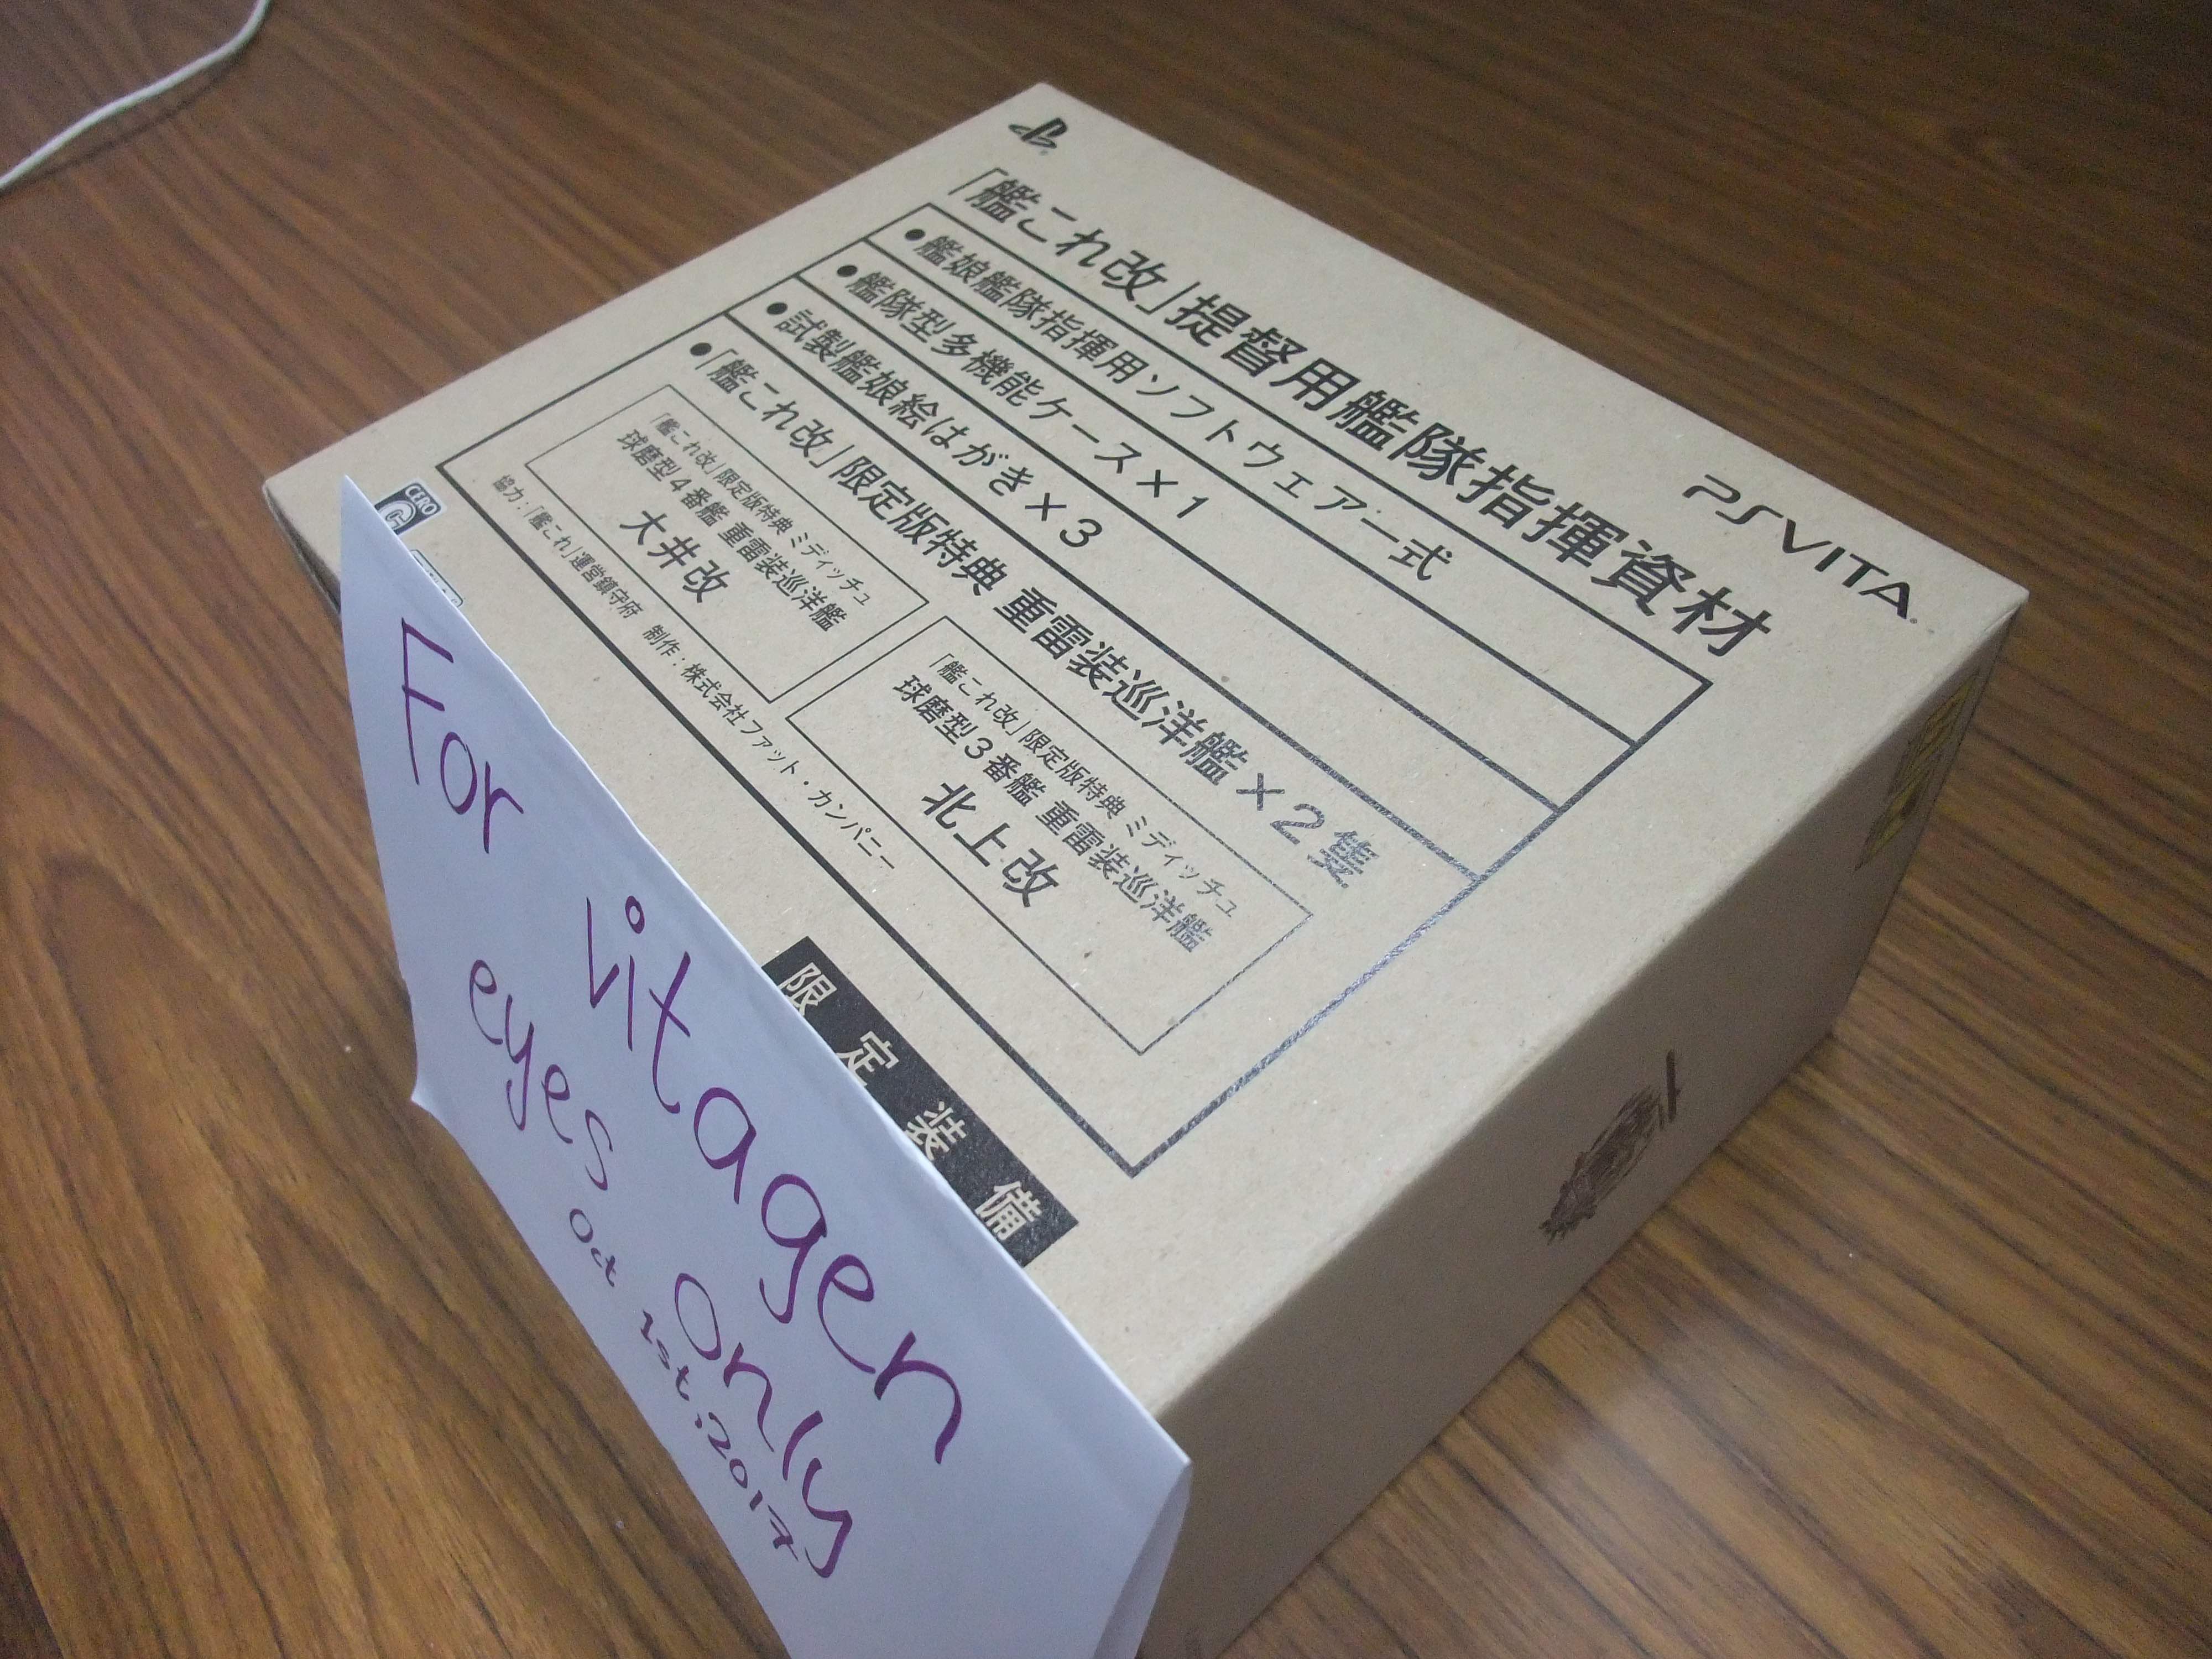 PSVITA
「艦これ改」提督用艦隊指揮資材
●艦娘艦隊指揮用ソフトウェアー式
●艦隊型多機能ケース×1
●試製艦娘絵はがき×3
●「艦これ改」限定版特典 重雷装巡洋艦×2隻
「艦これ改」限定版特典 ミディッチュ
球磨型4番艦 重雷装巡洋艦
大井改
「艦これ改」限定版特典 ミディッチュ
球磨型3番艦 重雷装巡洋艦
北上改
協力:「艦これ」運営鎮守府 制作:株式会社ファット・カンパニー
CERO
C
限定装備
For vitagen
eyes only
Oct 1st, 2017